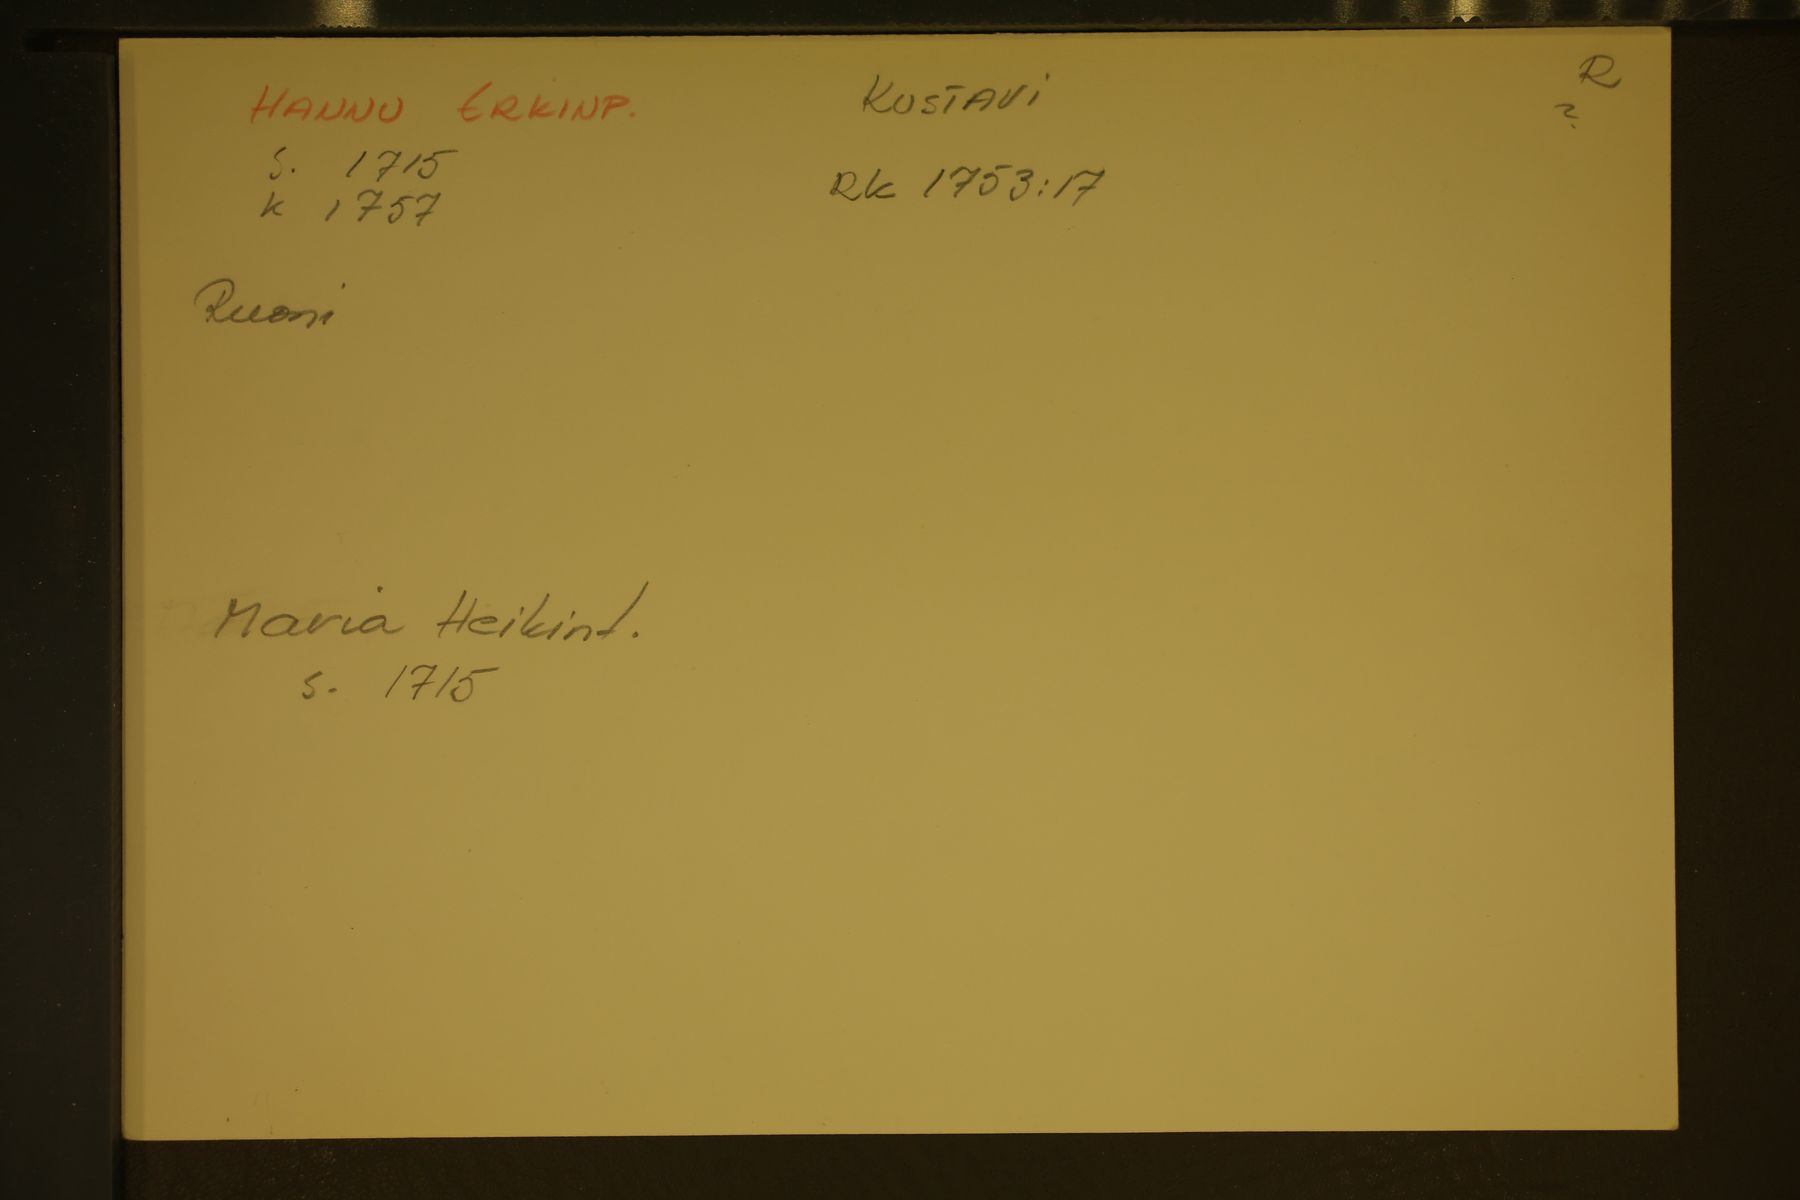 HANNU ERKINP.
KUSTAVI
R
?
s. 1715
k 1757
Rk 1753:17
Ruoni
Maria Heikint.
s. 1715